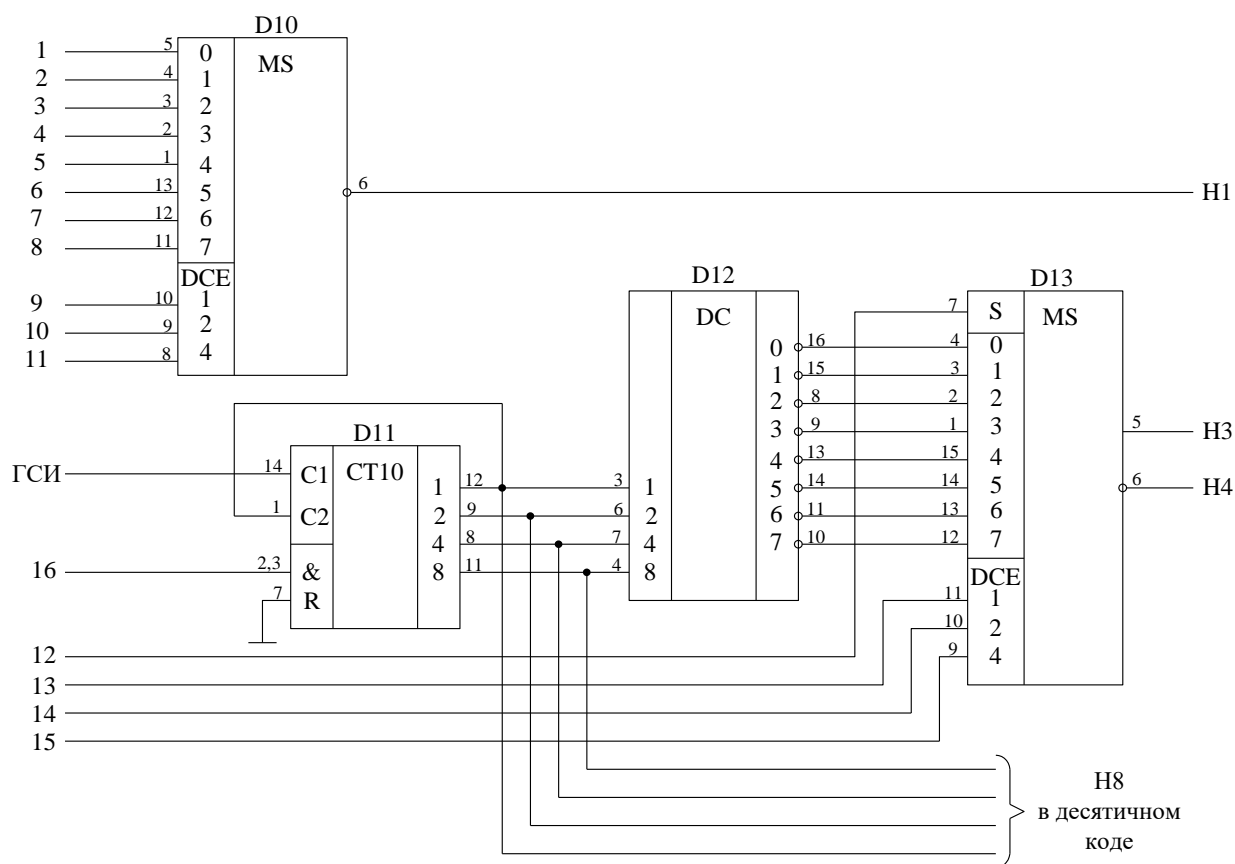 D10
1 5 0 MS
2 4 1
3 3 2
4 2 3
5 1 4
6 13 5 6 Н1
7 12 6
8 11 7
DCE
9 10 1
10 9 2
11 8 4
D12 D13
DC 7 S MS
0 16 4 0
1 15 3 1
2 8 2 2
3 9 1 3 5 Н3
4 13 15 4
5 14 14 5 6 Н4
6 11 13 6
7 10 12 7
D11
ГСИ 14 C1 CT10 1 12 3 1
1 C2 2 9 6 2
4 8 7 4
16 2,3 & 8 11 4 8
7 R
DCE
11 1
10 2
9 4
12
13
14
15
Н8
в десятичном
коде